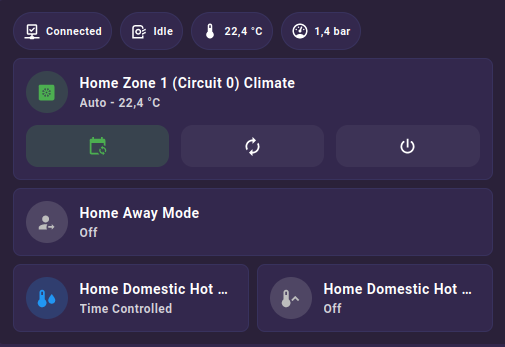 Connected
Idle
22,4 °C
1,4 bar
Home Zone 1 (Circuit 0) Climate
Auto - 22,4 °C
Home Away Mode
Off
Home Domestic Hot ...
Time Controlled
Home Domestic Hot ...
Off